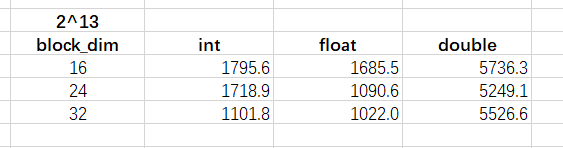 2^13
block_dim int float double
16 1795.6 1685.5 5736.3
24 1718.9 1090.6 5249.1
32 1101.8 1022.0 5526.6